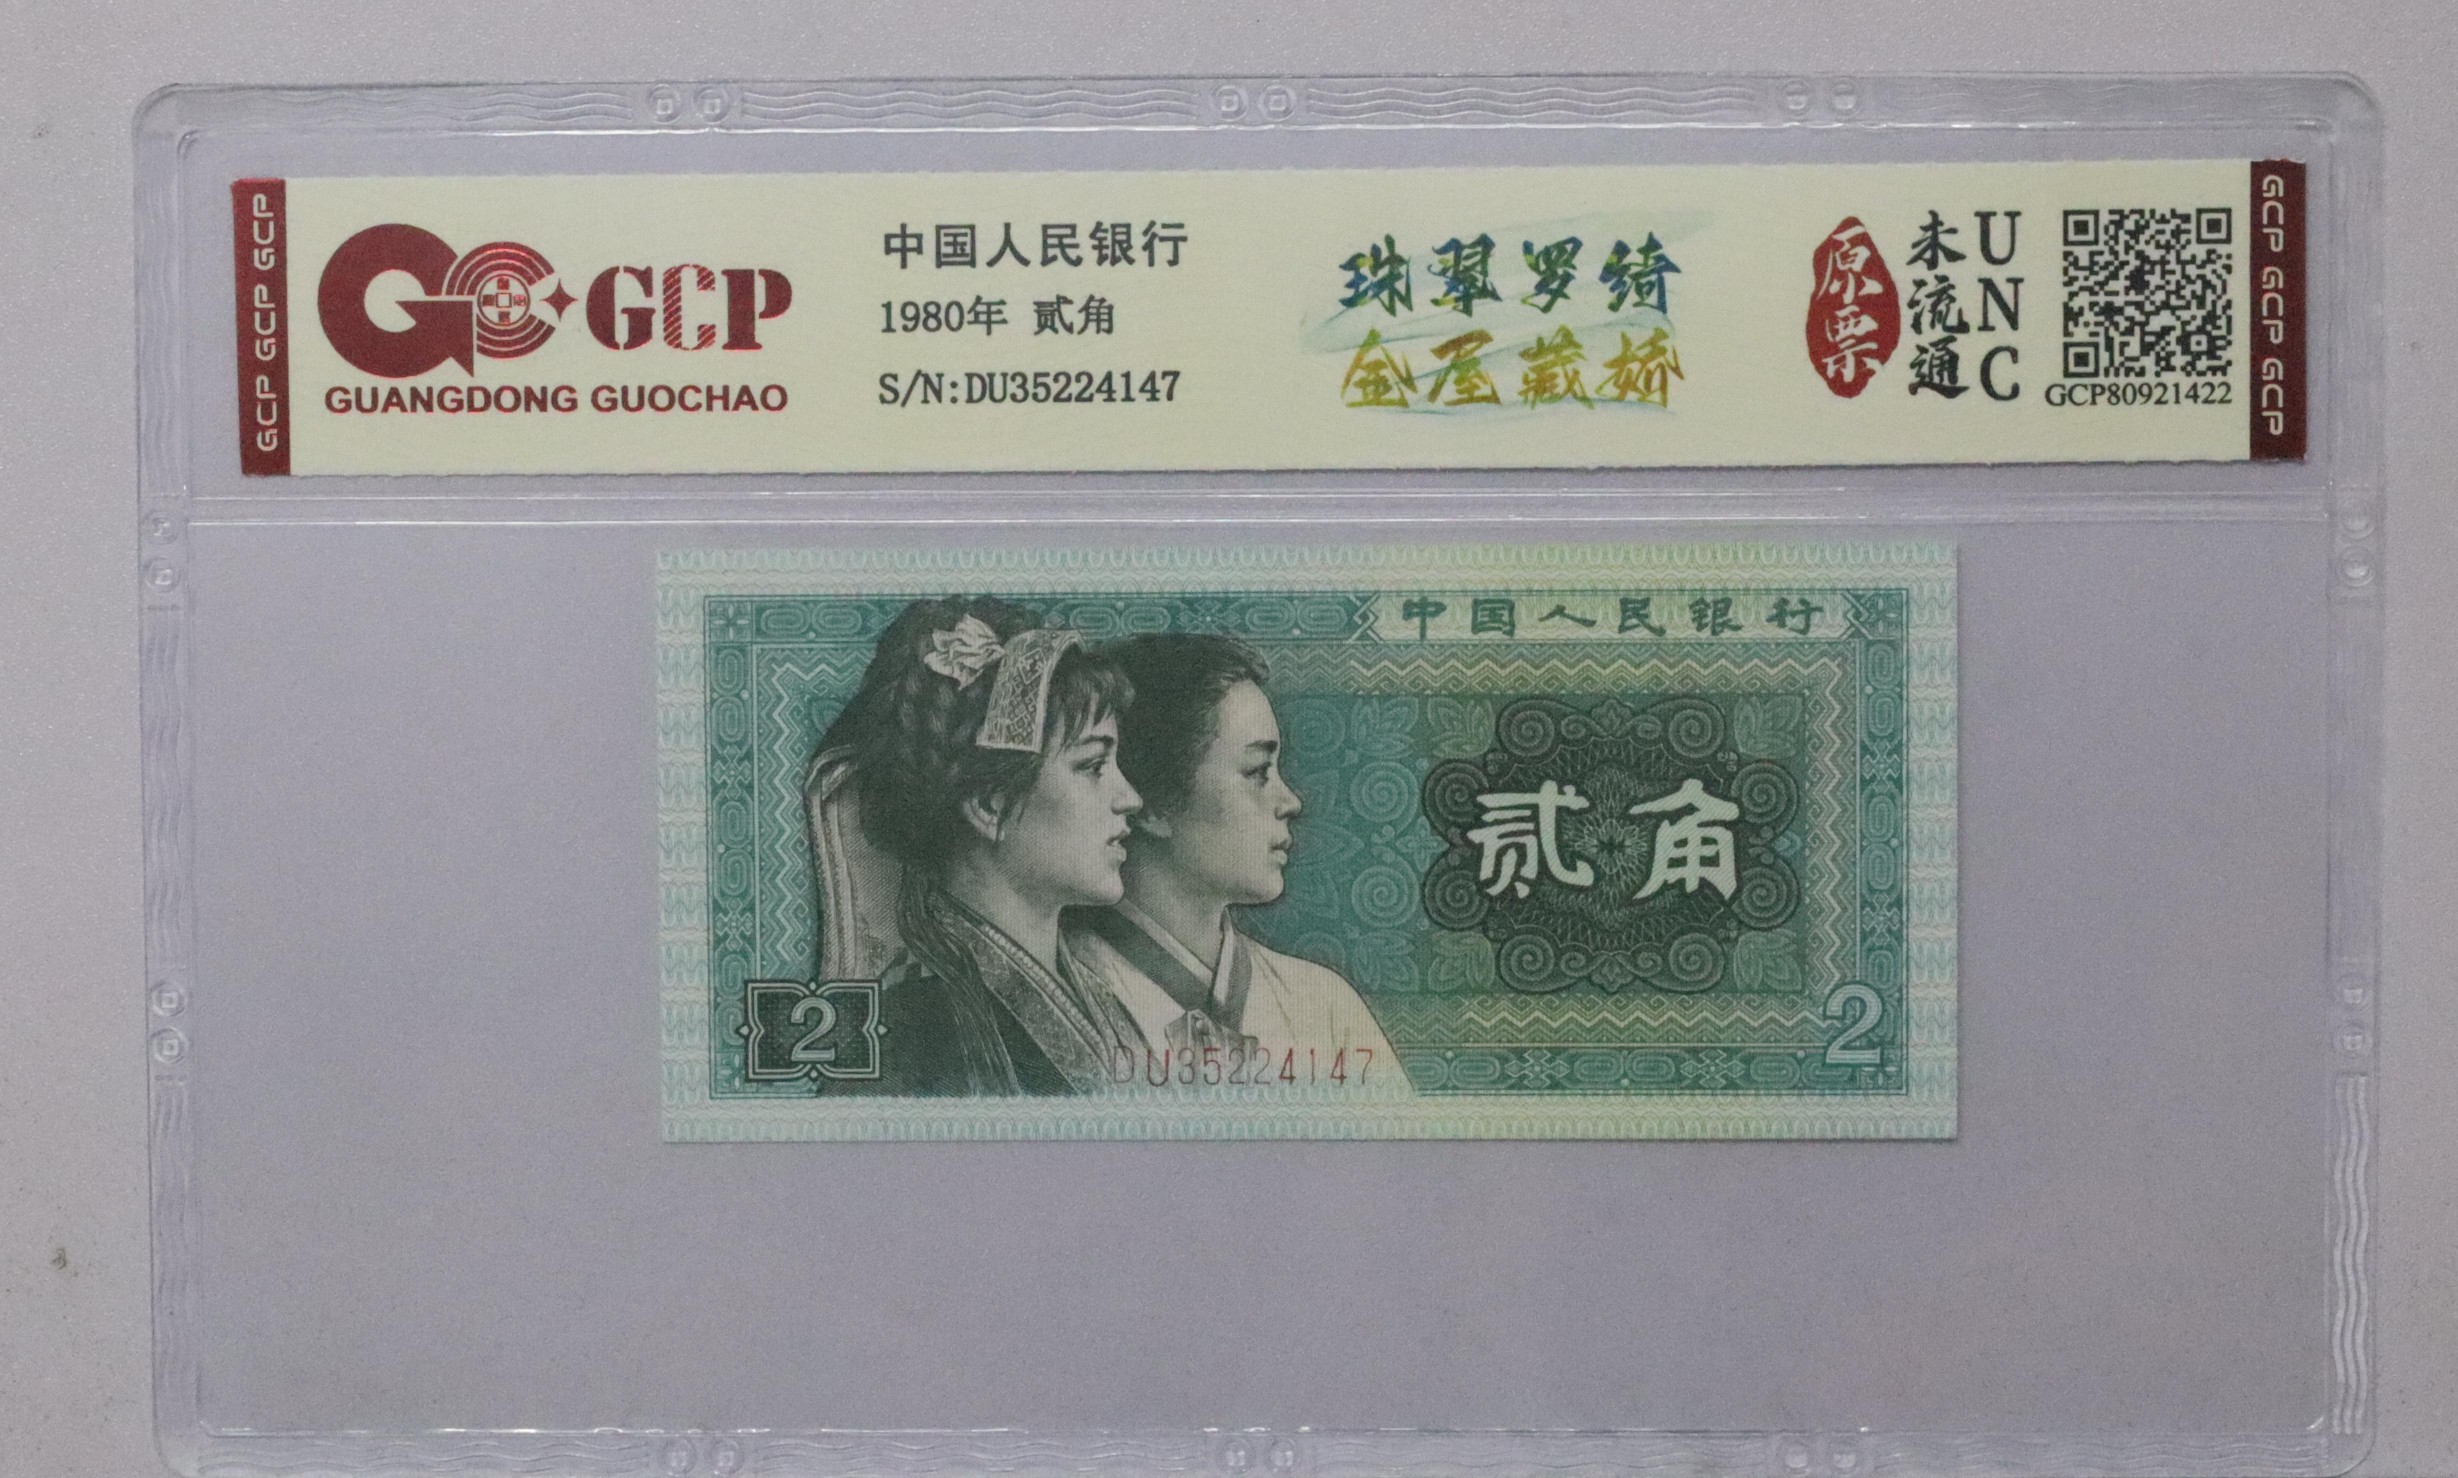 GCP GCP GCP
GCP
GUANGDONG GUOCHAO
中国人民银行
1980年 贰角
S/N:DU35224147
珠翠罗绮
金屋藏娇
原票
未流通
UNC
GCP80921422
GCP GCP GCP
中国人民银行
贰角
2
2
DU35224147